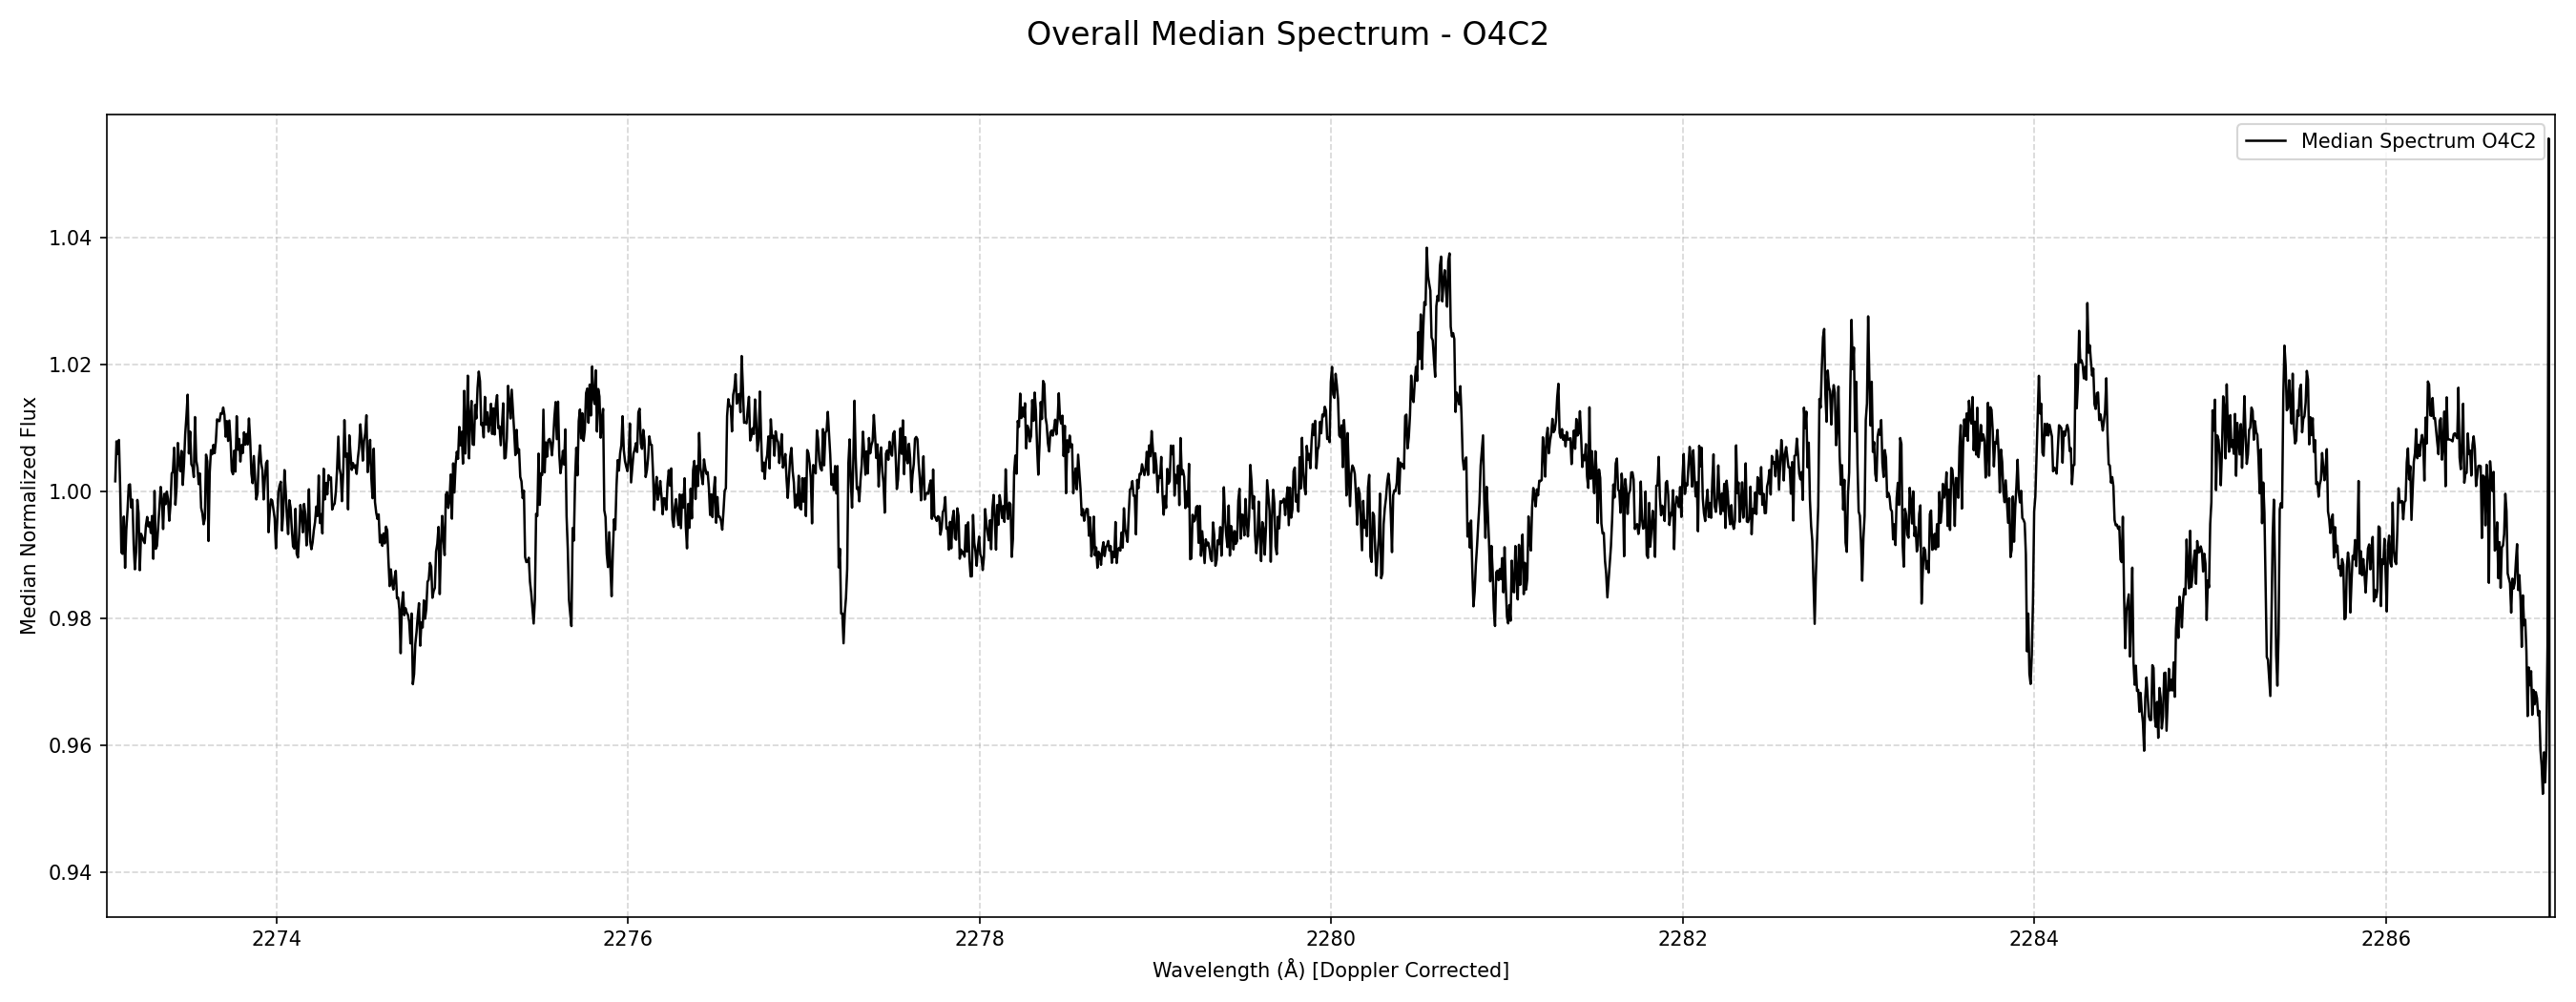 Overall Median Spectrum - O4C2
Median Spectrum O4C2
Median Normalized Flux
1.04
1.02
1.00
0.98
0.96
0.94
2274 2276 2278 2280 2282 2284 2286
Wavelength (Å) [Doppler Corrected]